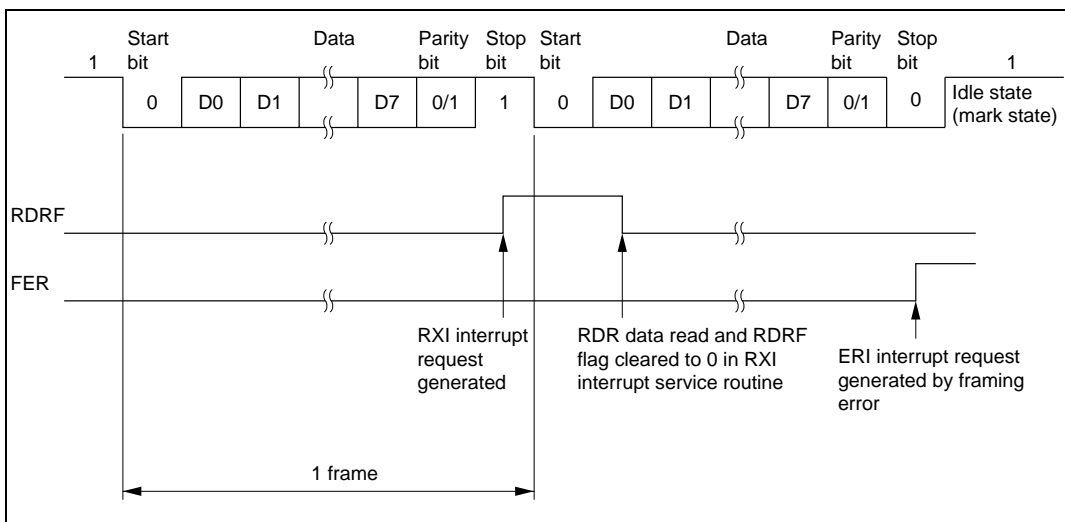 Start Data Parity Stop Start Data Parity Stop
1 bit bit bit bit bit bit 1
0 D0 D1 D7 0/1 1 0 D0 D1 D7 0/1 0 Idle state
(mark state)
RDRF
FER
RXI interrupt
request
generated
RDR data read and RDRF
flag cleared to 0 in RXI
interrupt service routine
ERI interrupt request
generated by framing
error
1 frame